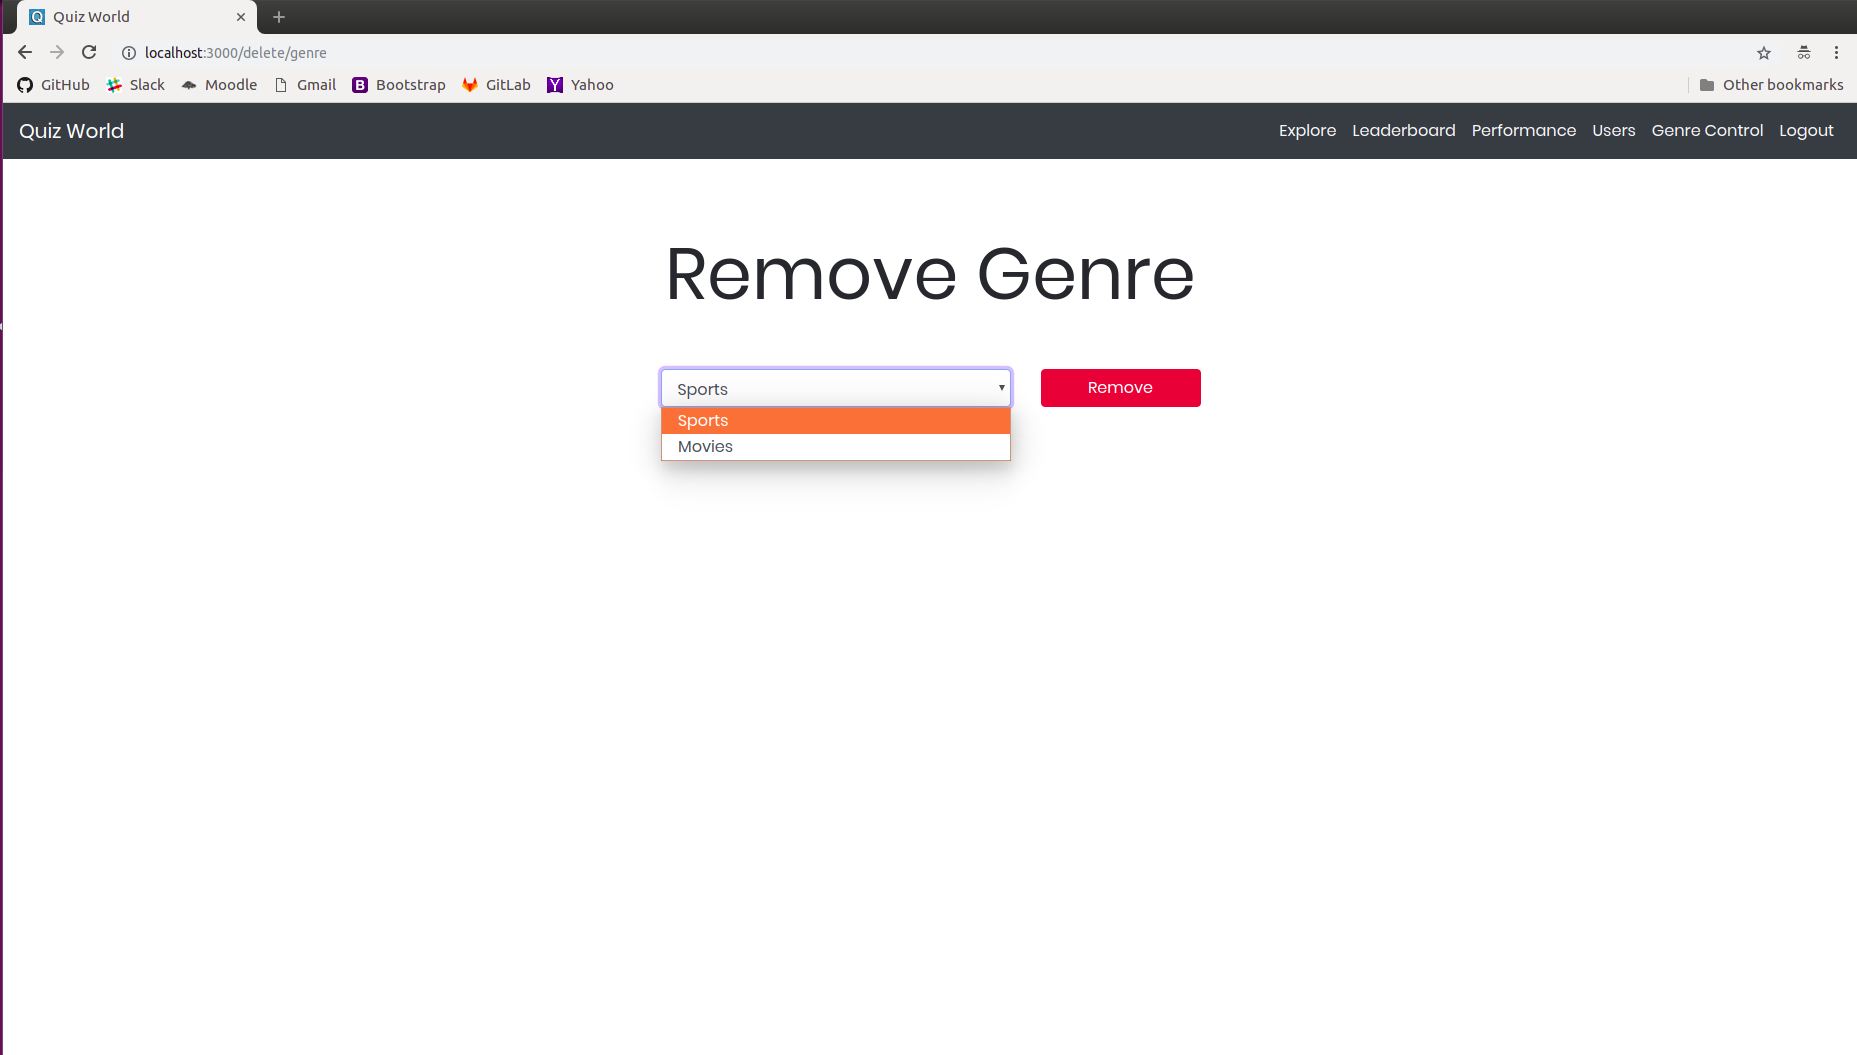 Quiz World
localhost:3000/delete/genre
GitHub Slack Moodle Gmail Bootstrap GitLab Yahoo Other bookmarks
Quiz World Explore Leaderboard Performance Users Genre Control Logout
Remove Genre
Sports Remove
Sports
Movies